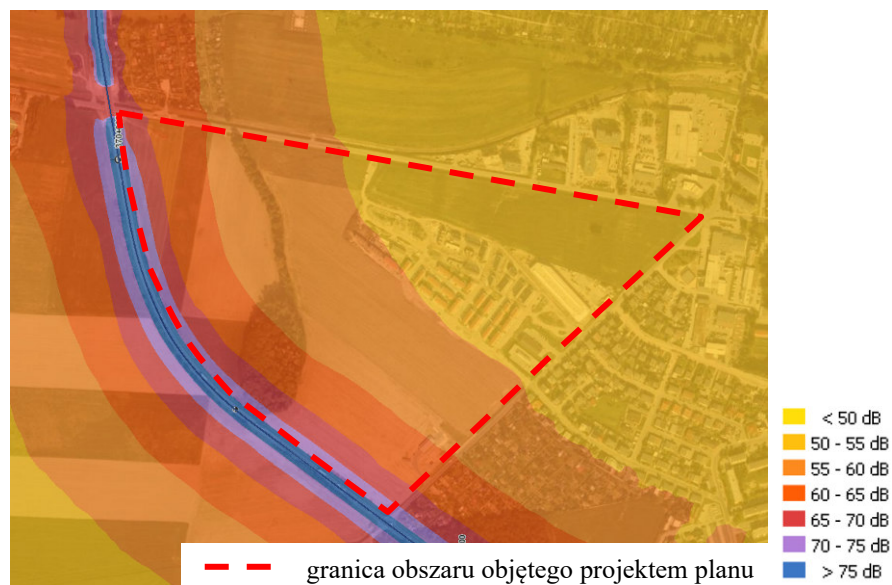 < 50 dB
50 - 55 dB
55 - 60 dB
60 - 65 dB
65 - 70 dB
70 - 75 dB
> 75 dB
granica obszaru objętego projektem planu